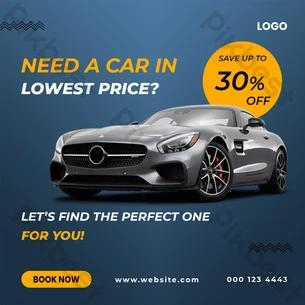 LOGO
NEED A CAR IN
LOWEST PRICE?
SAVE UP TO
30%
OFF
LET'S FIND THE PERFECT ONE
FOR YOU!
BOOK NOW
www.website.com
000 123 4443